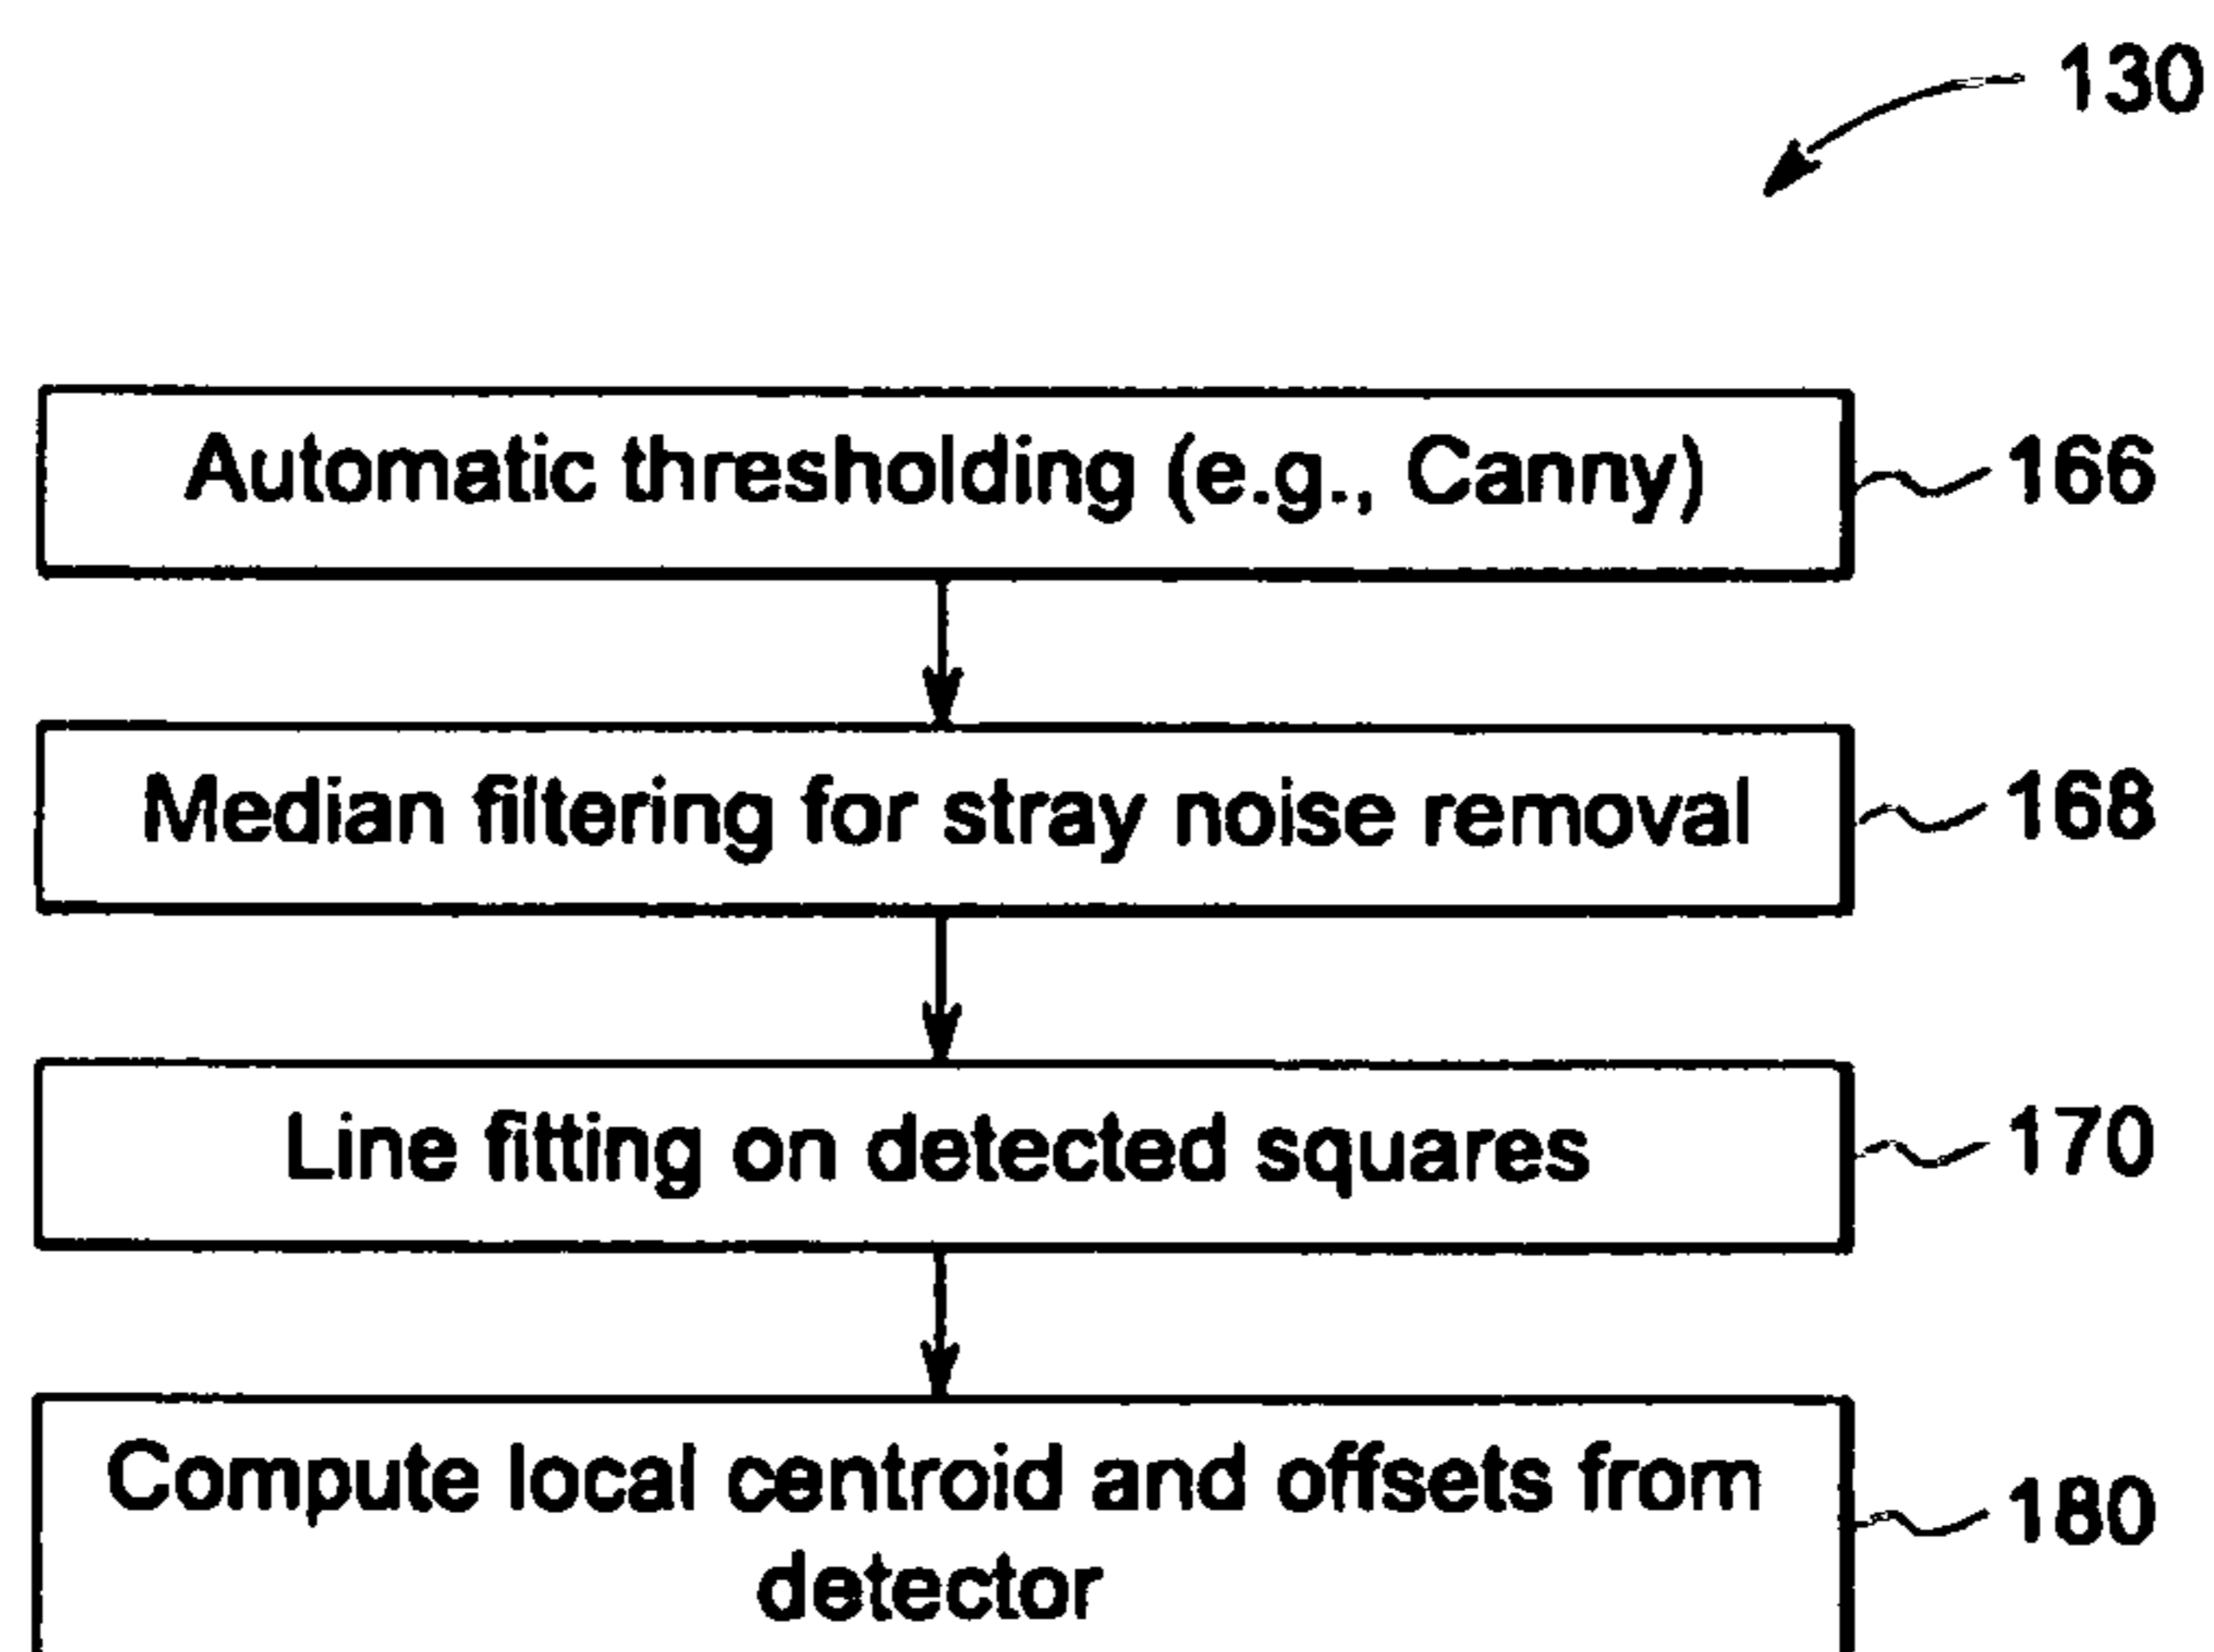 130
Automatic thresholding (e.g., Canny)
166
Median filtering for stray noise removal
168
Line fitting on detected squares
170
Compute local centroid and offsets from
detector
180